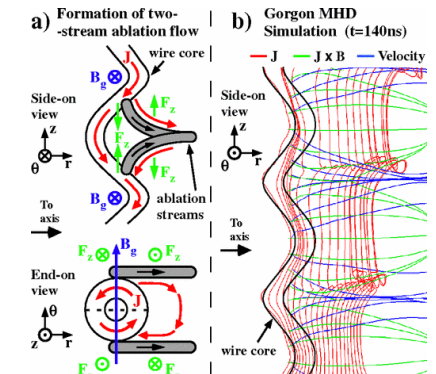 a) Formation of two-
-stream ablation flow
J
wire core
B_g
Side-on
view
z
θ
r
F_z
F_z
F_z
F_z
B_g
ablation
streams
To
axis
B_g
F_z
F_z
End-on
view
θ
z
r
J
F
F
b) Gorgon MHD
Simulation (t=140ns)
J
J x B
Velocity
Side-on
view
z
θ
r
To
axis
wire core